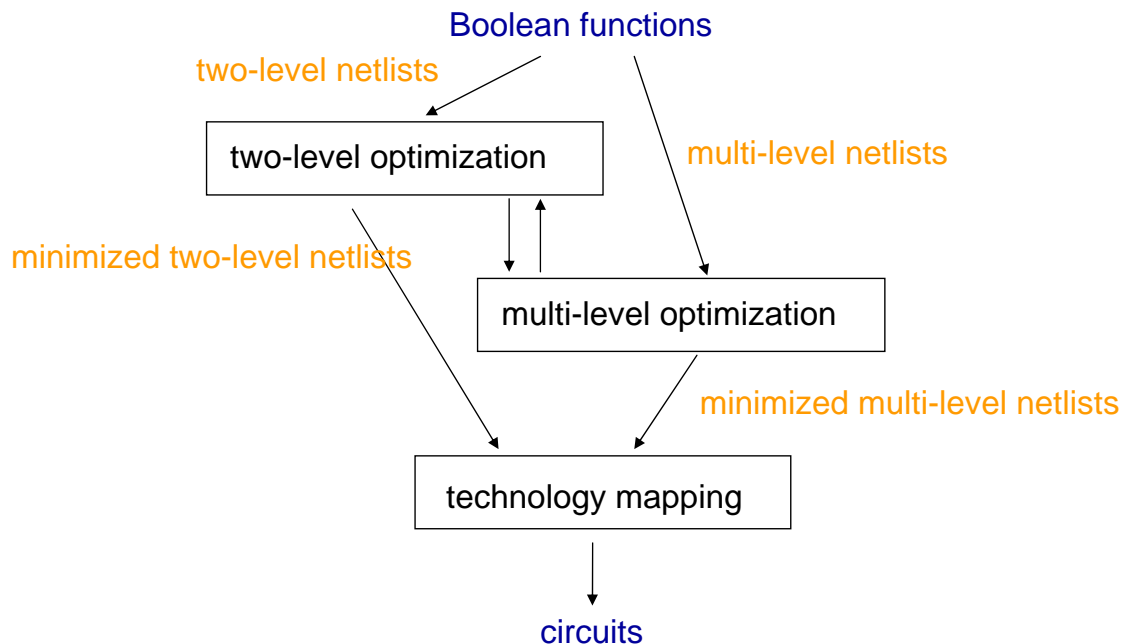 Boolean functions
two-level netlists
two-level optimization
multi-level netlists
minimized two-level netlists
multi-level optimization
minimized multi-level netlists
technology mapping
circuits